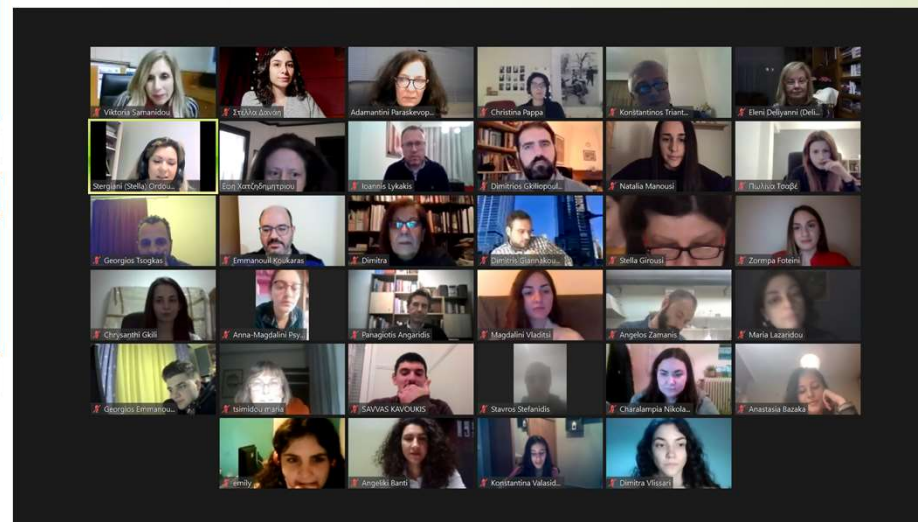 Viktoria Samanidou
Στέλλα Δανάη
Adamantini Paraskevop...
Christina Pappa
Konstantinos Triant...
Eleni Deliyanni (Deli...
Stergiani (Stella) Ordou...
Εση Χατζηδημητριου
Ioannis Lykakis
Dimitrios Gkiliopoul...
Natalia Manousi
Πωλίνα Τσαβέ
Georgios Tsogkas
Emmanouil Koukaras
Dimitra
Dimitris Giannakou...
Stella Girousi
Zormpa Foteini
Chrysanthi Gkili
Anna-Magdalini Psy...
Panagiotis Angaridis
Magdalini Vladitsi
Angelos Zamanis
Maria Lazaridou
Georgios Emmanou...
tsimidou maria
SAVVAS KAVOUKIS
Stavros Stefanidis
Charalampia Nikola...
Anastasia Bazaka
emily
Angeliki Banti
Konstantina Valasid...
Dimitra Vlissari